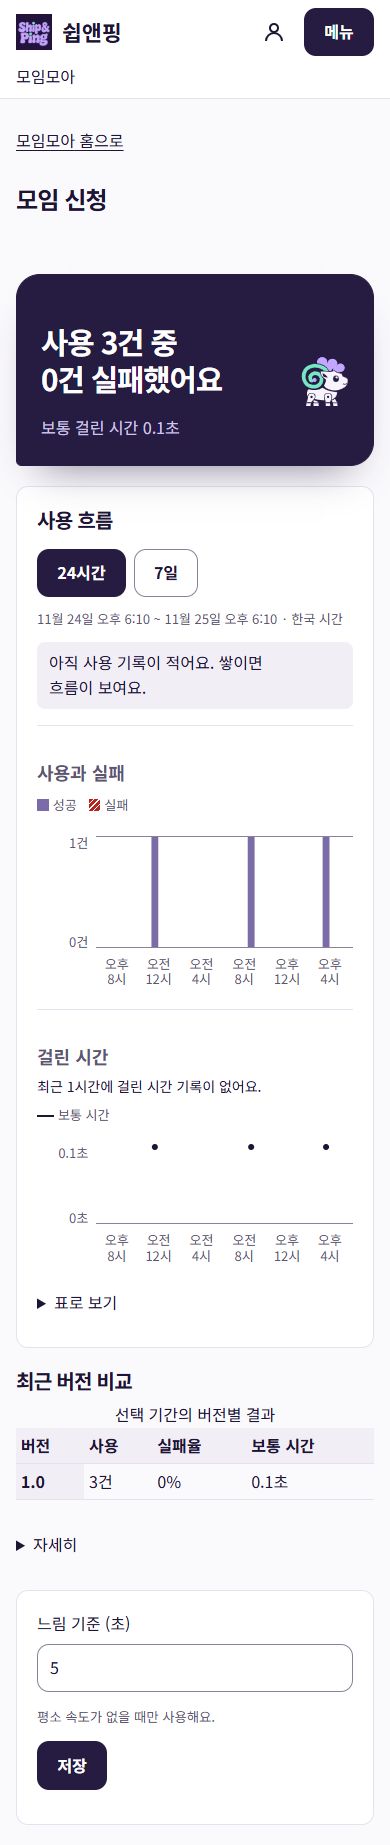 Ship&
Ping
쉽앤핑
메뉴
모임모아
모임모아 홈으로
모임 신청
사용 3건 중
0건 실패했어요
보통 걸린 시간 0.1초
사용 흐름
24시간
7일
11월 24일 오후 6:10 ~ 11월 25일 오후 6:10 · 한국 시간
아직 사용 기록이 적어요. 쌓이면
흐름이 보여요.
사용과 실패
성공
실패
1건
0건
오후 8시
오전 12시
오전 4시
오전 8시
오후 12시
오후 4시
걸린 시간
최근 1시간에 걸린 시간 기록이 없어요.
보통 시간
0.1초
0초
오후 8시
오전 12시
오전 4시
오전 8시
오후 12시
오후 4시
표로 보기
최근 버전 비교
선택 기간의 버전별 결과
버전 사용 실패율 보통 시간
1.0 3건 0% 0.1초
자세히
느림 기준 (초)
5
평소 속도가 없을 때만 사용해요.
저장